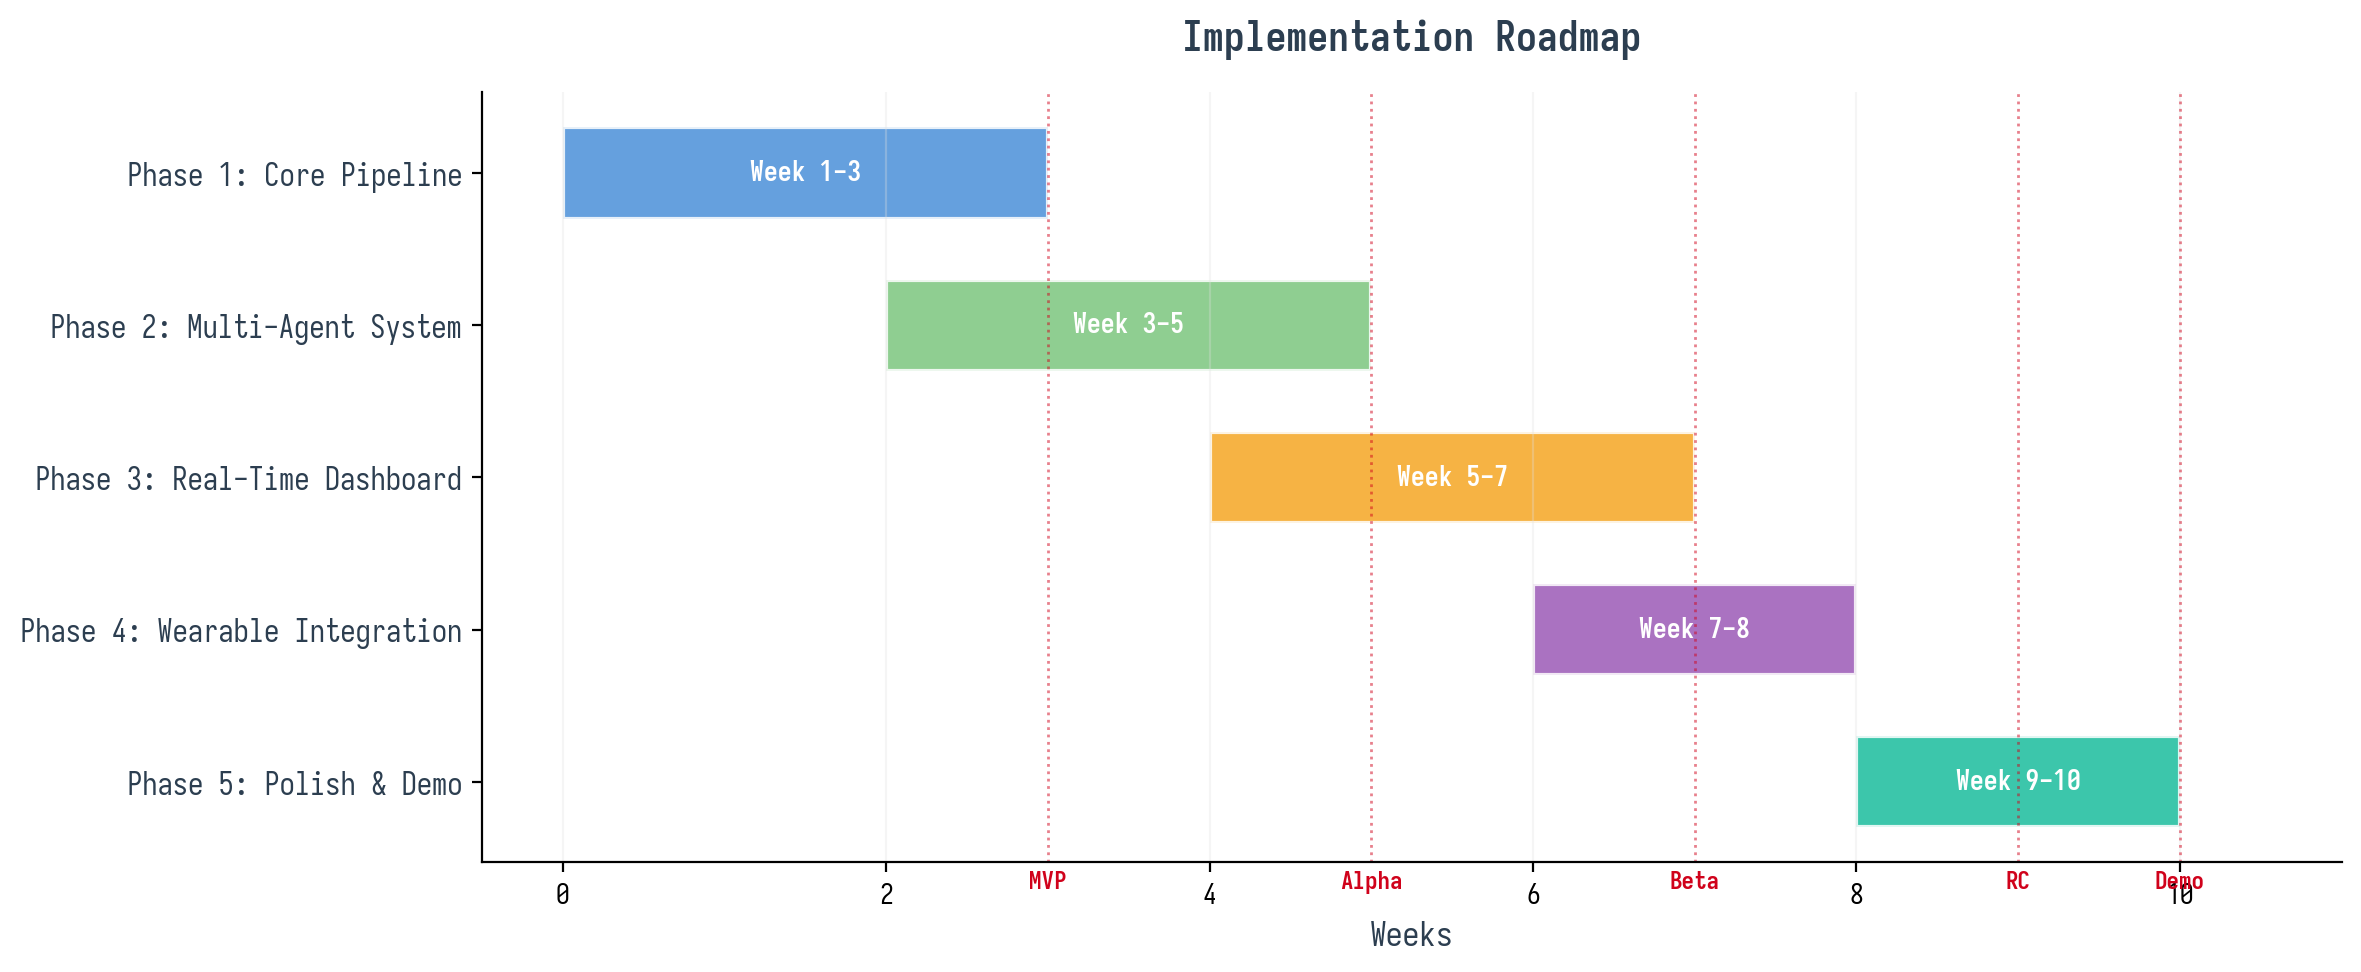 Implementation Roadmap
Phase 1: Core Pipeline
Week 1-3
Phase 2: Multi-Agent System
Week 3-5
Phase 3: Real-Time Dashboard
Week 5-7
Phase 4: Wearable Integration
Week 7-8
Phase 5: Polish & Demo
Week 9-10
MVP Alpha Beta RC Demo
0 2 4 6 8 10
Weeks